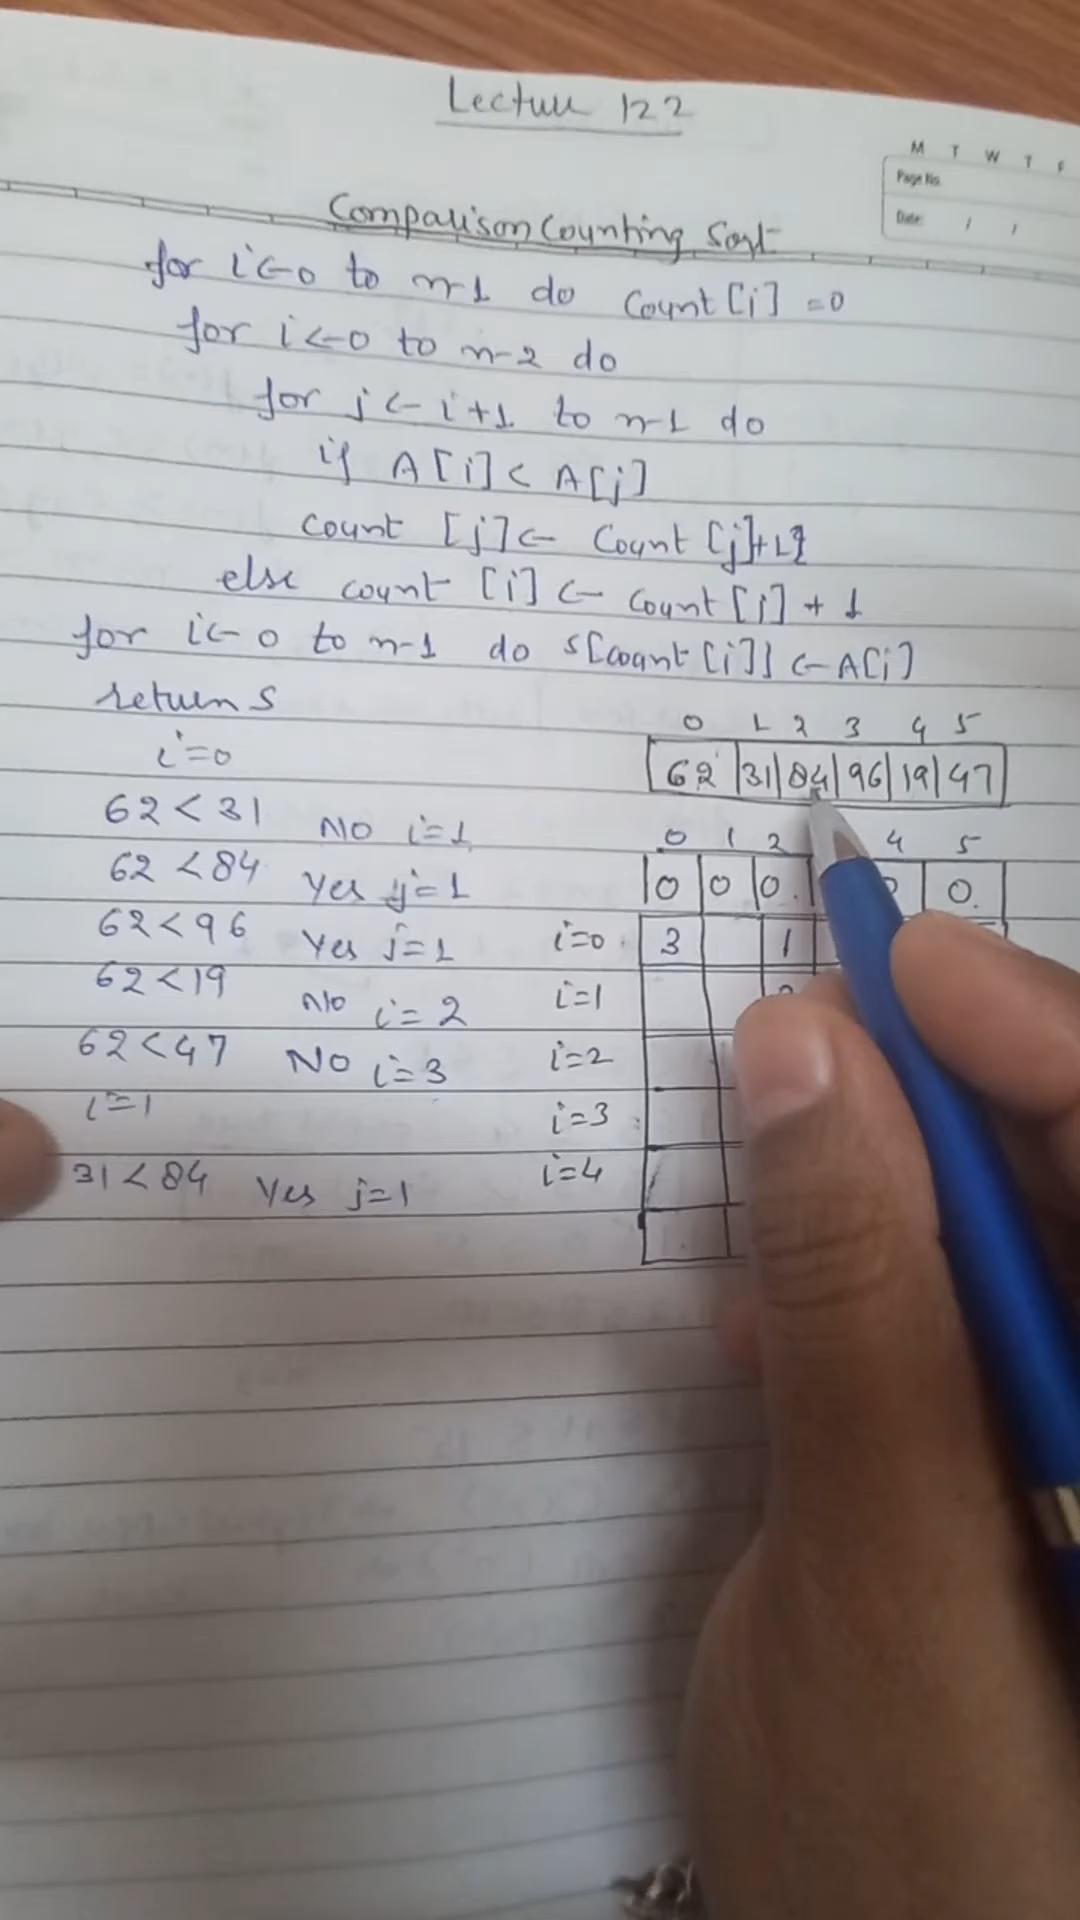 Lecture 122
M T W T F
Page No.
Date: / /
Comparison Counting Sort
for i<-0 to n-1 do Count[i]=0
for i<-0 to n-2 do
for j<-i+1 to n-1 do
if A[i]<A[j]
Count [j]<- Count[j]+1
else count [i]<- Count[i]+1
for i<-0 to n-1 do S[count[i]]<-A[i]
return S
i=0
0 1 2 3 4 5
62 31 84 96 19 47
62<31 No i=1
0 1 2 4 5
62<84 Yes j=1
0 0 0 0 0
62<96 Yes j=1
i=0 3 1
62<19 No i=2
i=1
62<47 NO i=3
i=2
i=1
i=3
31<84 Yes j=1
i=4